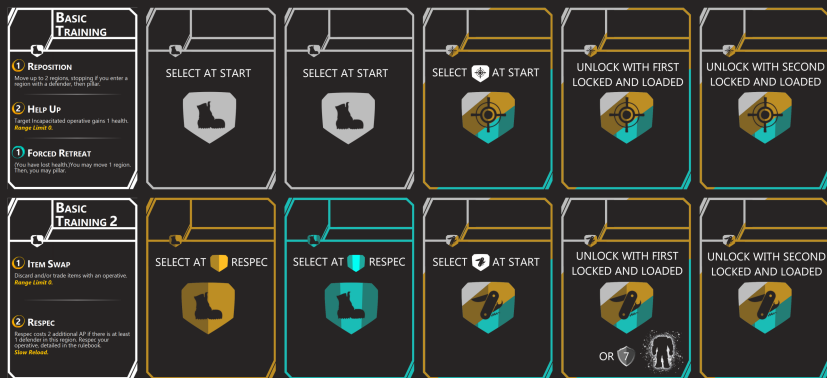 BASIC
TRAINING
1 REPOSITION
Move up to 2 regions, stopping if you enter a
region with a defender, then pillar.
2 HELP UP
Target Incapacitated operative gains 1 health.
Range Limit 0.
1 FORCED RETREAT
(You have lost health.)You may move 1 region.
Then, you may pillar.
SELECT AT START
SELECT AT START
SELECT AT START
UNLOCK WITH FIRST
LOCKED AND LOADED
UNLOCK WITH SECOND
LOCKED AND LOADED
BASIC
TRAINING 2
1 ITEM SWAP
Discard and/or trade items with an operative.
Range Limit 0.
2 RESPEC
Respec costs 2 additional AP if there is at least
1 defender in this region. Respec your
operative, detailed in the rulebook.
Slow Reload.
SELECT AT RESPEC
SELECT AT RESPEC
SELECT AT START
UNLOCK WITH FIRST
LOCKED AND LOADED
OR 7
UNLOCK WITH SECOND
LOCKED AND LOADED